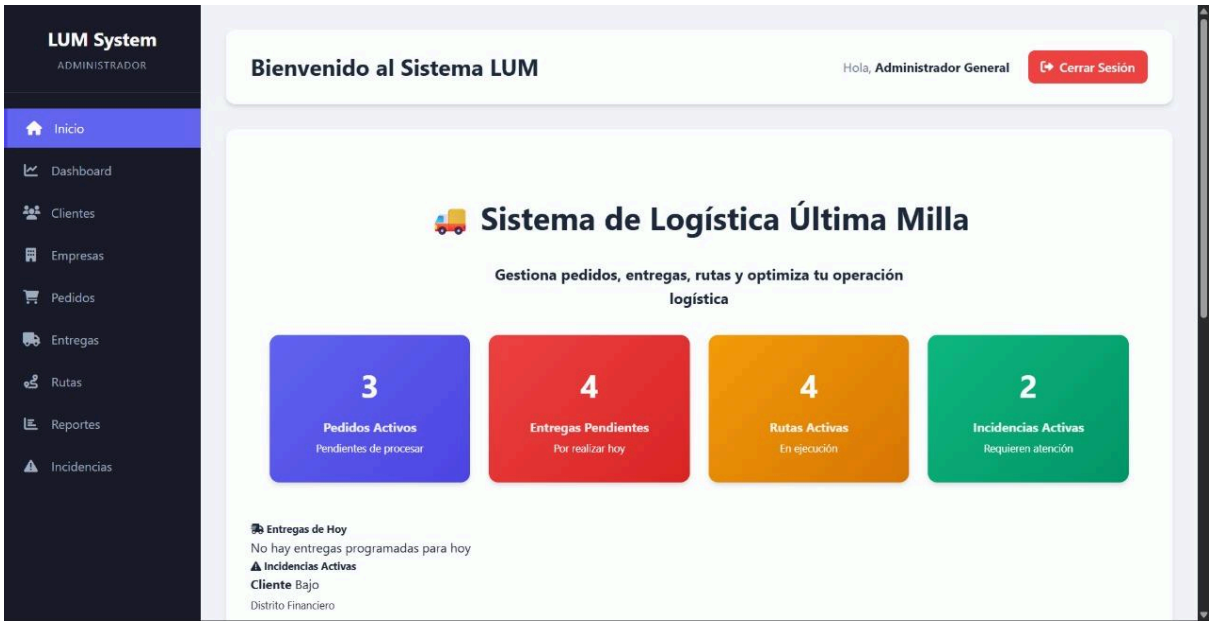 LUM System
ADMINISTRADOR
Inicio
Dashboard
Clientes
Empresas
Pedidos
Entregas
Rutas
Reportes
Incidencias
Bienvenido al Sistema LUM
Hola, Administrador General
Cerrar Sesión
Sistema de Logística Última Milla
Gestiona pedidos, entregas, rutas y optimiza tu operación
logística
3
Pedidos Activos
Pendientes de procesar
4
Entregas Pendientes
Por realizar hoy
4
Rutas Activas
En ejecución
2
Incidencias Activas
Requieren atención
Entregas de Hoy
No hay entregas programadas para hoy
Incidencias Activas
Cliente Bajo
Distrito Financiero